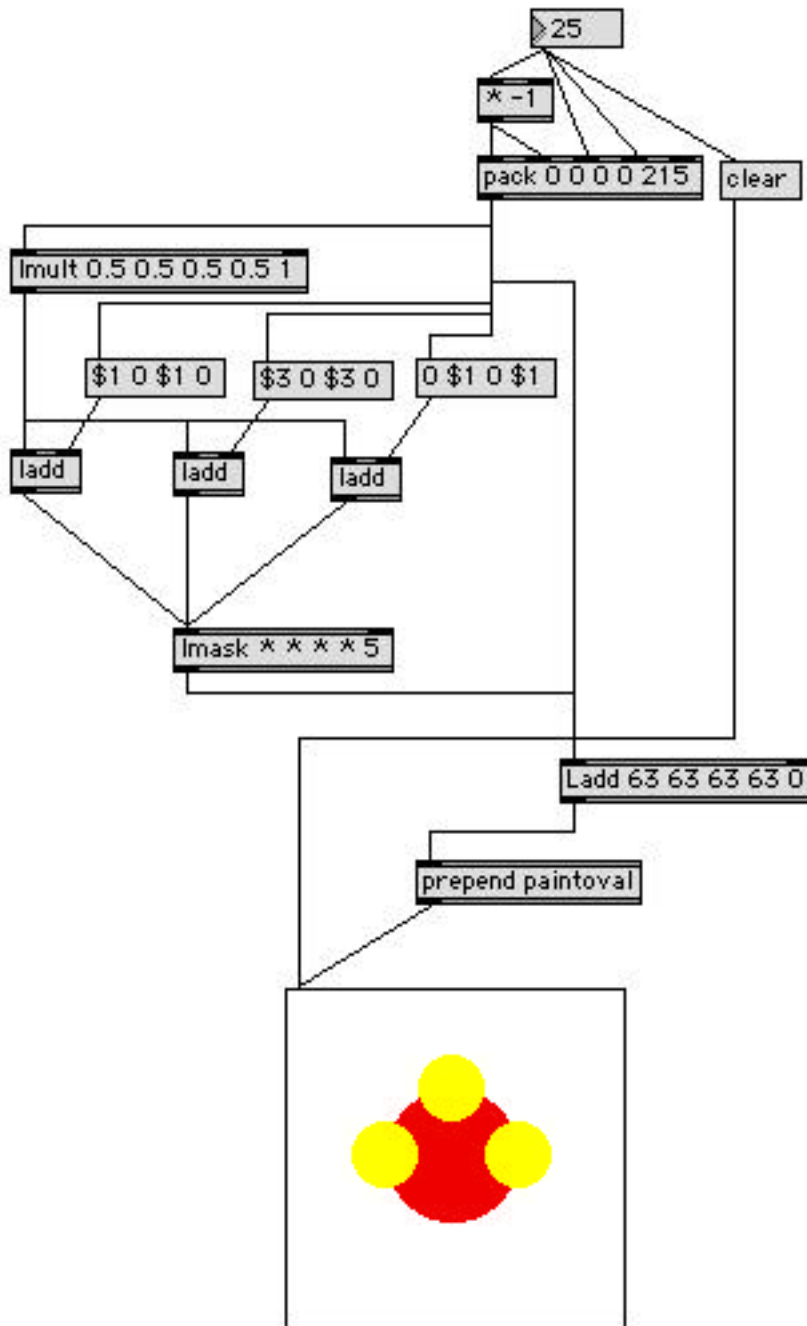 25
* -1
pack 0 0 0 0 215
clear
lmult 0.5 0.5 0.5 0.5 1
$1 0 $1 0
$3 0 $3 0
0 $1 0 $1
ladd
ladd
ladd
lmask * * * * 5
Ladd 63 63 63 63 0
prepend paintoval